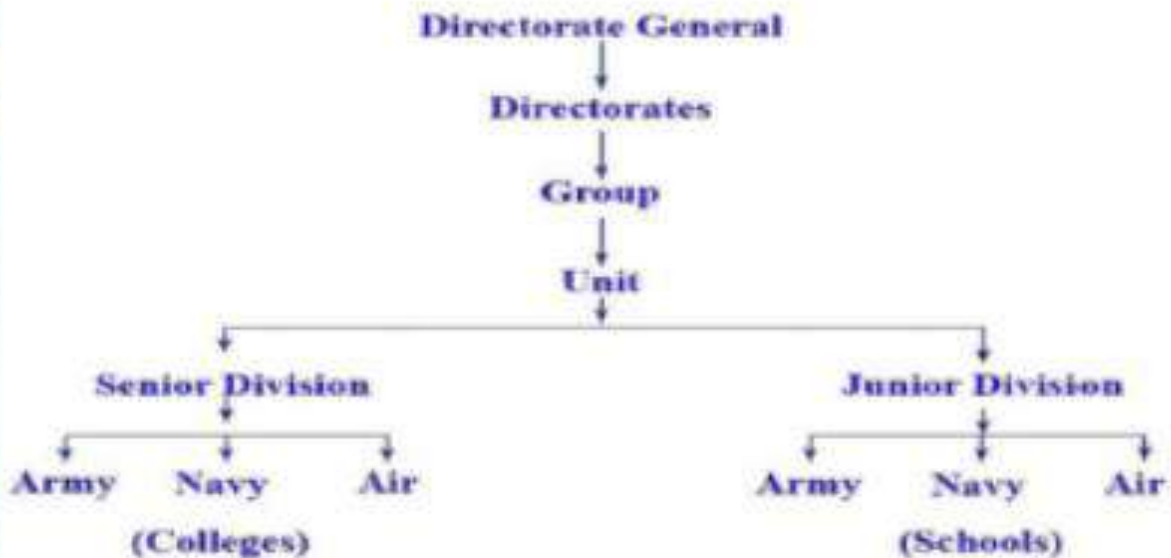 Directorate General
Directorates
Group
Unit
Senior Division Junior Division
Army Navy Air Army Navy Air
(Colleges) (Schools)